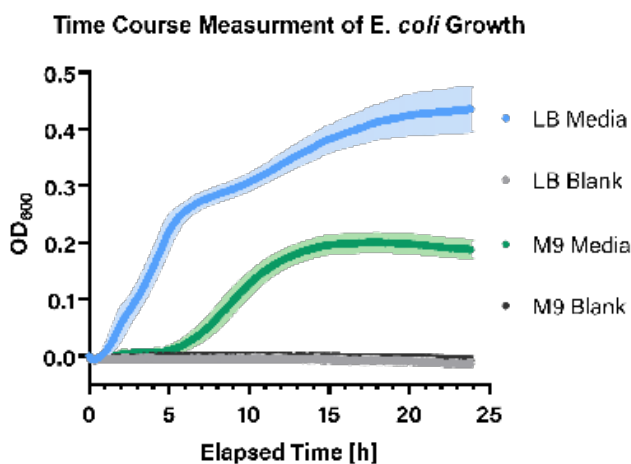 Time Course Measurment of E. coli Growth
0.5
0.4
0.3
0.2
0.1
0.0
OD600
0 5 10 15 20 25
Elapsed Time [h]
LB Media
LB Blank
M9 Media
M9 Blank